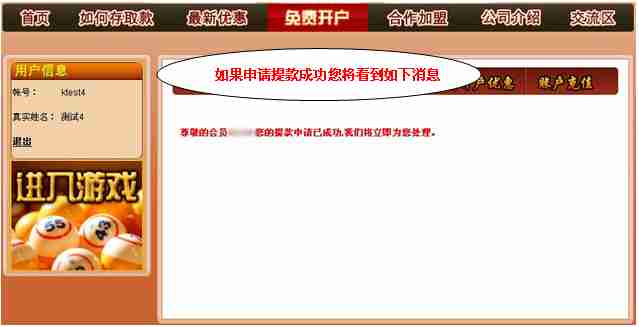 首页 如何存取款 最新优惠 免费开户 合作加盟 公司介绍 交流区
用户信息
帐号： ktest4
真实姓名： 测试4
退出
进入游戏
55 43
如果申请提款成功您将看到如下消息
户优惠 账户充值
尊敬的会员 您的提款申请已成功,我们将立即为您处理。